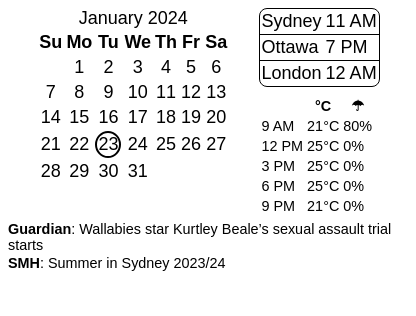 January 2024
Su Mo Tu We Th Fr Sa
1 2 3 4 5 6
7 8 9 10 11 12 13
14 15 16 17 18 19 20
21 22 23 24 25 26 27
28 29 30 31
Sydney 11 AM
Ottawa 7 PM
London 12 AM
°C ☂
9 AM 21°C 80%
12 PM 25°C 0%
3 PM 25°C 0%
6 PM 25°C 0%
9 PM 21°C 0%
Guardian: Wallabies star Kurtley Beale’s sexual assault trial
starts
SMH: Summer in Sydney 2023/24